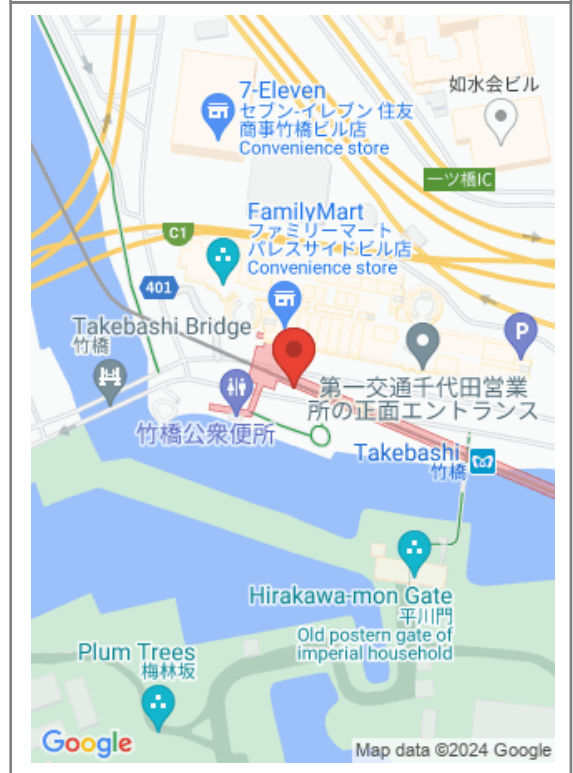 7-Eleven
セブン-イレブン 住友
商事竹橋ビル店
Convenience store
如水会ビル
一ツ橋IC
FamilyMart
ファミリーマート
パレスサイドビル店
Convenience store
C1
401
Takebashi Bridge
竹橋
P
第一交通千代田営業
所の正面エントランス
竹橋公衆便所
Takebashi
竹橋
Hirakawa-mon Gate
平川門
Old postern gate of
imperial household
Plum Trees
梅林坂
Google
Map data ©2024 Google